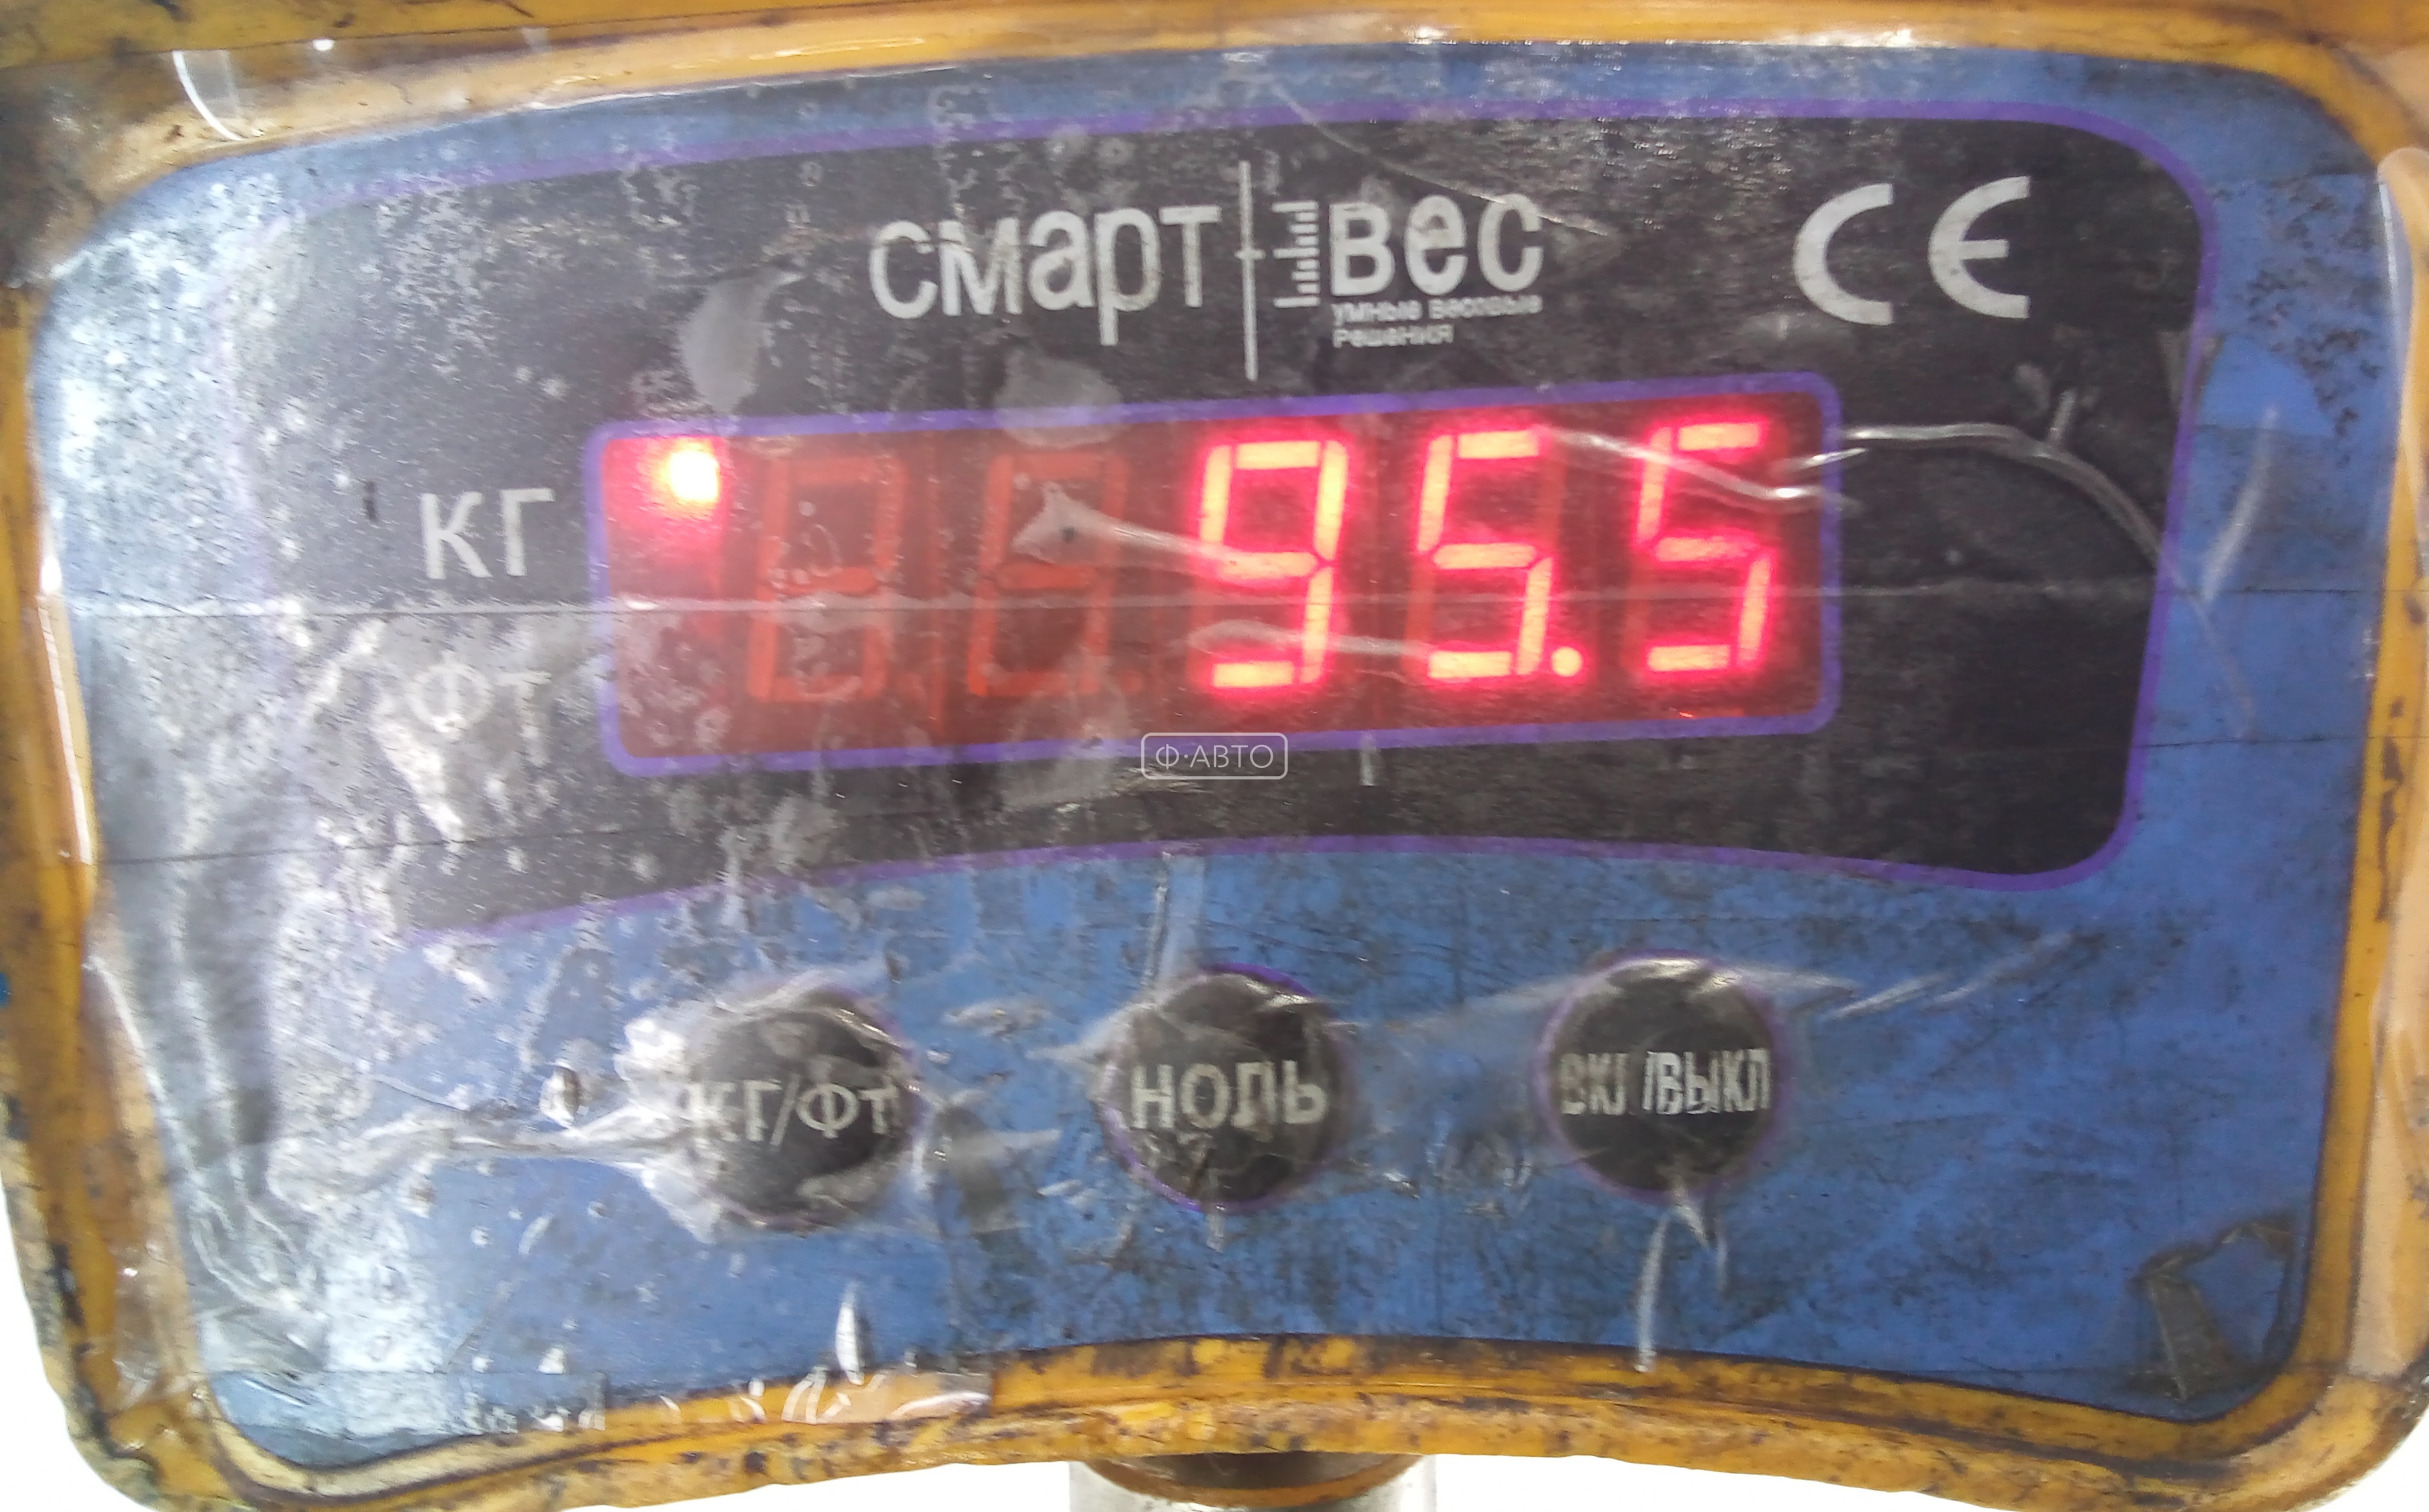 смарт вес CE
умные весовые
решения
КГ 95.5
ФТ
Ф·АВТО
КГ/ФТ НОЛЬ ВКЛ/ВЫКЛ